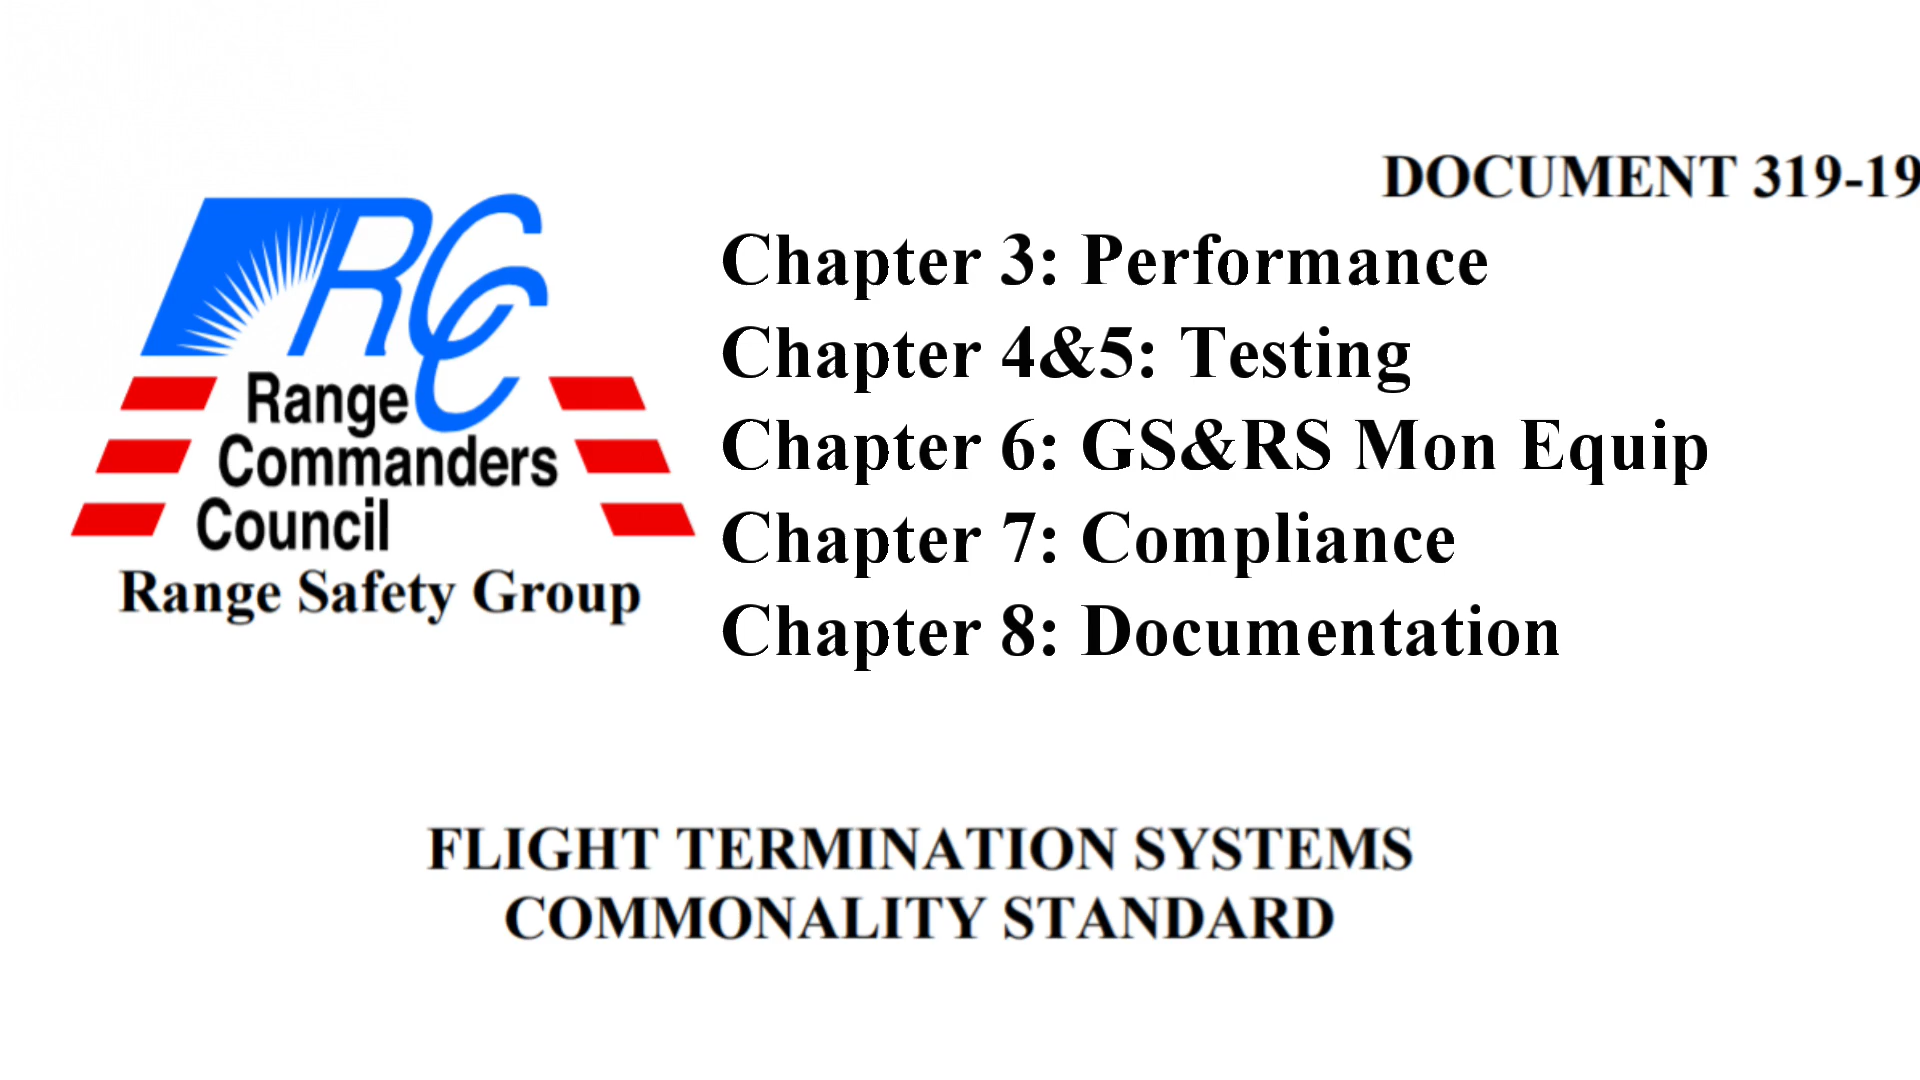 DOCUMENT 319-19
RCC
Range
Commanders
Council
Range Safety Group
Chapter 3: Performance
Chapter 4&5: Testing
Chapter 6: GS&RS Mon Equip
Chapter 7: Compliance
Chapter 8: Documentation
FLIGHT TERMINATION SYSTEMS
COMMONALITY STANDARD